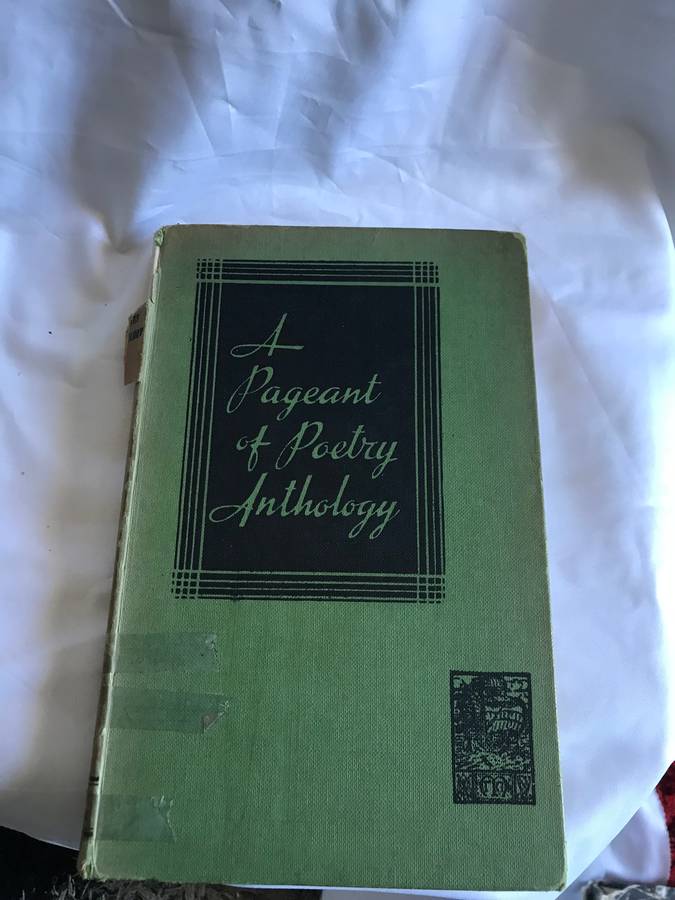 A
Pageant
of Poetry
Anthology